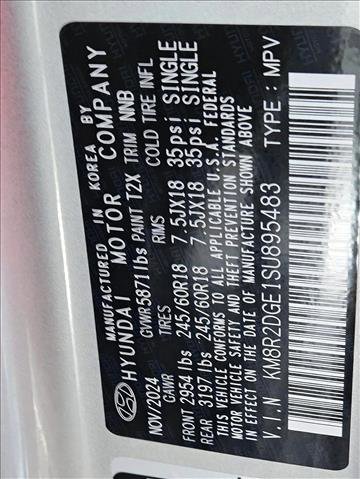 MADE IN KOREA BY
HYUNDAI MOTOR COMPANY
NOV/2024 GVWR 5871 lbs PAINT T2X TRIM NNB
GAWR TIRES RIMS COLD TIRE INFL
FRONT 2954 lbs 245/60R18 7.5JX18 35psi SINGLE
REAR 3197 lbs 245/60R18 7.5JX18 35psi SINGLE
THIS VEHICLE CONFORMS TO ALL APPLICABLE U.S.A. FEDERAL
MOTOR VEHICLE SAFETY AND THEFT PREVENTION STANDARDS
IN EFFECT ON THE DATE OF MANUFACTURE SHOWN ABOVE.
V.I.N KM8R2DGE1SU895483 TYPE: MPV